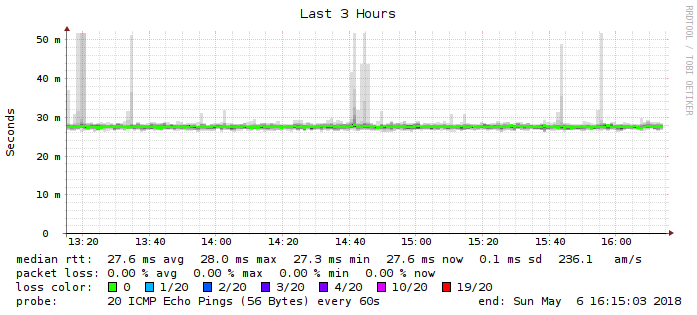 Last 3 Hours
RRDTOOL / TOBI OETIKER
Seconds
50 m
40 m
30 m
20 m
10 m
0
13:20 13:40 14:00 14:20 14:40 15:00 15:20 15:40 16:00
median rtt: 27.6 ms avg 28.0 ms max 27.3 ms min 27.6 ms now 0.1 ms sd 236.1 am/s
packet loss: 0.00 % avg 0.00 % max 0.00 % min 0.00 % now
loss color: 0 1/20 2/20 3/20 4/20 10/20 19/20
probe: 20 ICMP Echo Pings (56 Bytes) every 60s end: Sun May 6 16:15:03 2018